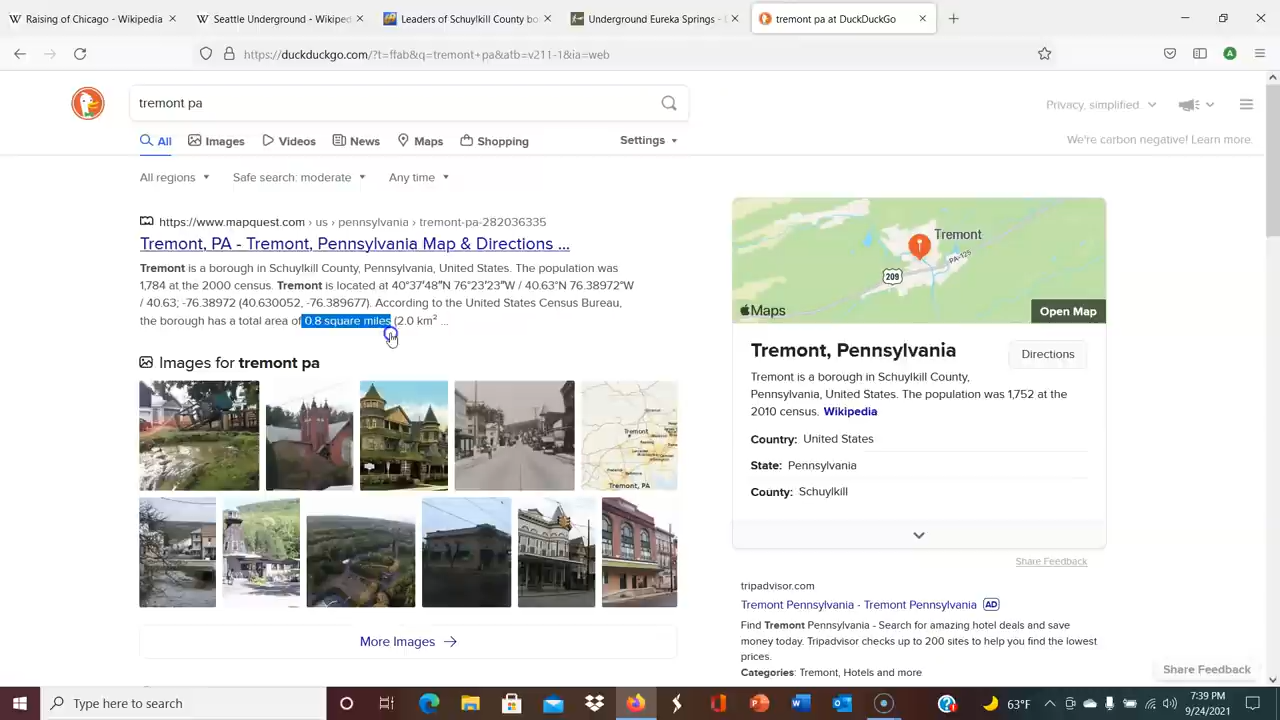 Raising of Chicago - Wikipedia
Seattle Underground - Wikiped
Leaders of Schuylkill County bo
Underground Eureka Springs -
tremont pa at DuckDuckGo
https://duckduckgo.com/?t=ffab&q=tremont+pa&atb=v211-1&ia=web
A
tremont pa
Privacy, simplified
All
Images
Videos
News
Maps
Shopping
Settings
We're carbon negative! Learn more.
All regions
Safe search: moderate
Any time
https://www.mapquest.com › us › pennsylvania › tremont-pa-282036335
Tremont, PA - Tremont, Pennsylvania Map & Directions ...
Tremont is a borough in Schuylkill County, Pennsylvania, United States. The population was
1,784 at the 2000 census. Tremont is located at 40°37′48″N 76°23′23″W / 40.63°N 76.38972°W
/ 40.63; -76.38972 (40.630052, -76.389677). According to the United States Census Bureau,
the borough has a total area of 0.8 square miles (2.0 km² ...
Images for tremont pa
Tremont
Tremont, PA
More Images
Tremont
PA-125
209
Maps
Open Map
Tremont, Pennsylvania
Directions
Tremont is a borough in Schuylkill County,
Pennsylvania, United States. The population was 1,752 at the
2010 census. Wikipedia
Country: United States
State: Pennsylvania
County: Schuylkill
Share Feedback
tripadvisor.com
Tremont Pennsylvania - Tremont Pennsylvania AD
Find Tremont Pennsylvania - Search for amazing hotel deals and save
money today. Tripadvisor checks up to 200 sites to help you find the lowest
prices.
Categories: Tremont, Hotels and more
Share Feedback
Type here to search
63°F
7:39 PM
9/24/2021